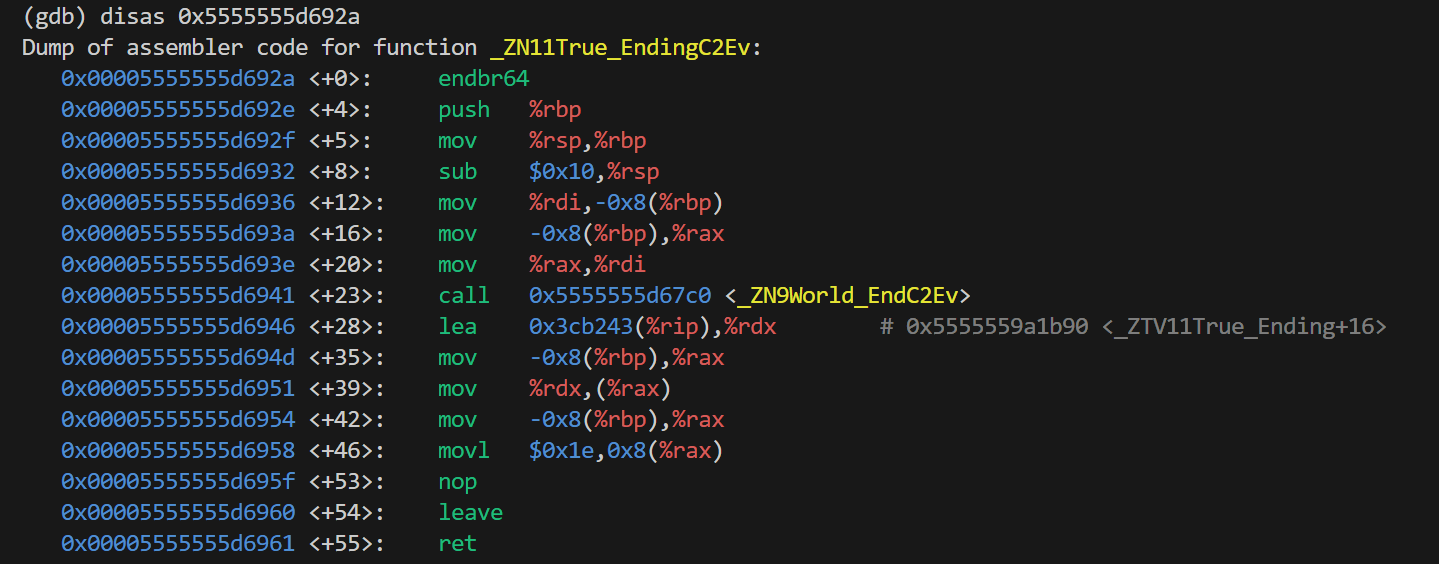 (gdb) disas 0x5555555d692a
Dump of assembler code for function _ZN11True_EndingC2Ev:
   0x00005555555d692a <+0>:     endbr64
   0x00005555555d692e <+4>:     push   %rbp
   0x00005555555d692f <+5>:     mov    %rsp,%rbp
   0x00005555555d6932 <+8>:     sub    $0x10,%rsp
   0x00005555555d6936 <+12>:    mov    %rdi,-0x8(%rbp)
   0x00005555555d693a <+16>:    mov    -0x8(%rbp),%rax
   0x00005555555d693e <+20>:    mov    %rax,%rdi
   0x00005555555d6941 <+23>:    call   0x5555555d67c0 <_ZN9World_EndC2Ev>
   0x00005555555d6946 <+28>:    lea    0x3cb243(%rip),%rdx        # 0x5555559a1b90 <_ZTV11True_Ending+16>
   0x00005555555d694d <+35>:    mov    -0x8(%rbp),%rax
   0x00005555555d6951 <+39>:    mov    %rdx,(%rax)
   0x00005555555d6954 <+42>:    mov    -0x8(%rbp),%rax
   0x00005555555d6958 <+46>:    movl   $0x1e,0x8(%rax)
   0x00005555555d695f <+53>:    nop
   0x00005555555d6960 <+54>:    leave
   0x00005555555d6961 <+55>:    ret